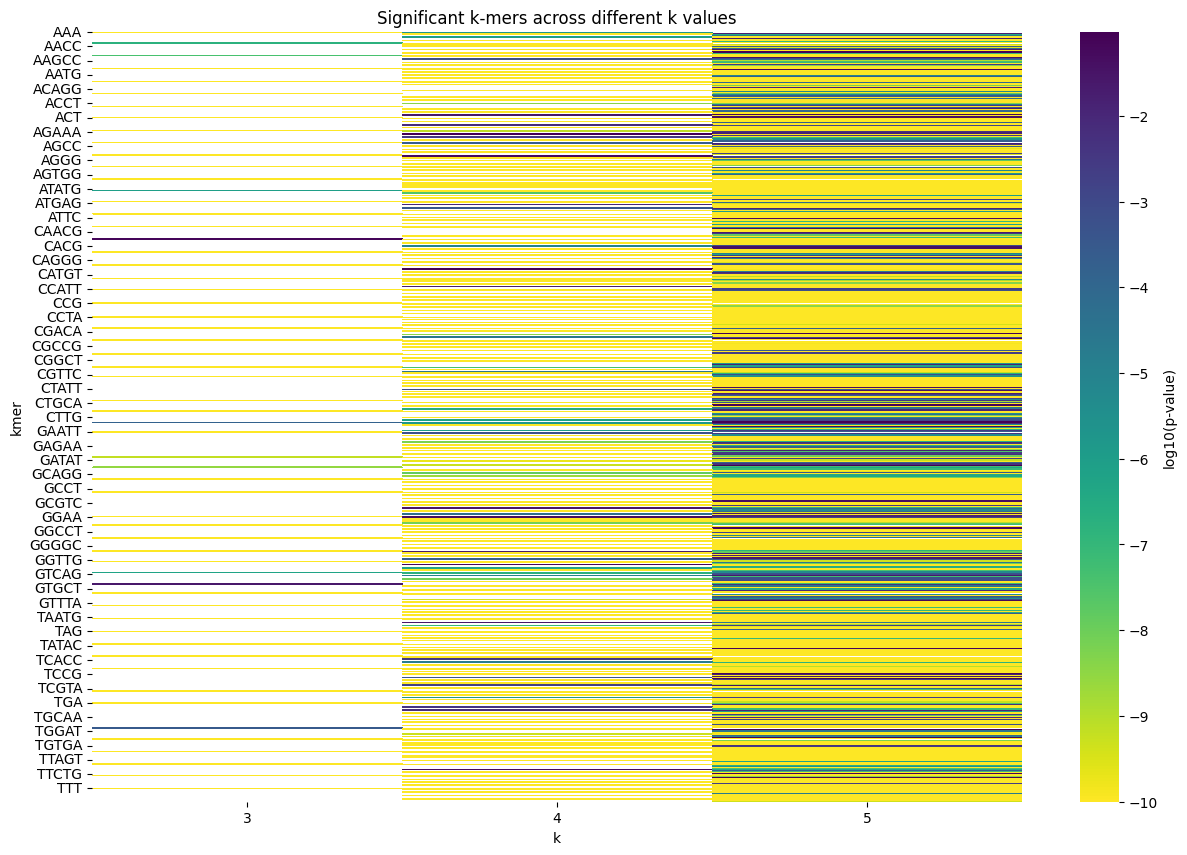 Significant k-mers across different k values
kmer
AAA
AACC
AAGCC
AATG
ACAGG
ACCT
ACT
AGAAA
AGCC
AGGG
AGTGG
ATATG
ATGAG
ATTC
CAACG
CACG
CAGGG
CATGT
CCATT
CCG
CCTA
CGACA
CGCCG
CGGCT
CGTTC
CTATT
CTGCA
CTTG
GAATT
GAGAA
GATAT
GCAGG
GCCT
GCGTC
GGAA
GGCCT
GGGGC
GGTTG
GTCAG
GTGCT
GTTTA
TAATG
TAG
TATAC
TCACC
TCCG
TCGTA
TGA
TGCAA
TGGAT
TGTGA
TTAGT
TTCTG
TTT
3 4 5
k
−2
−3
−4
−5
−6
−7
−8
−9
−10
log10(p-value)